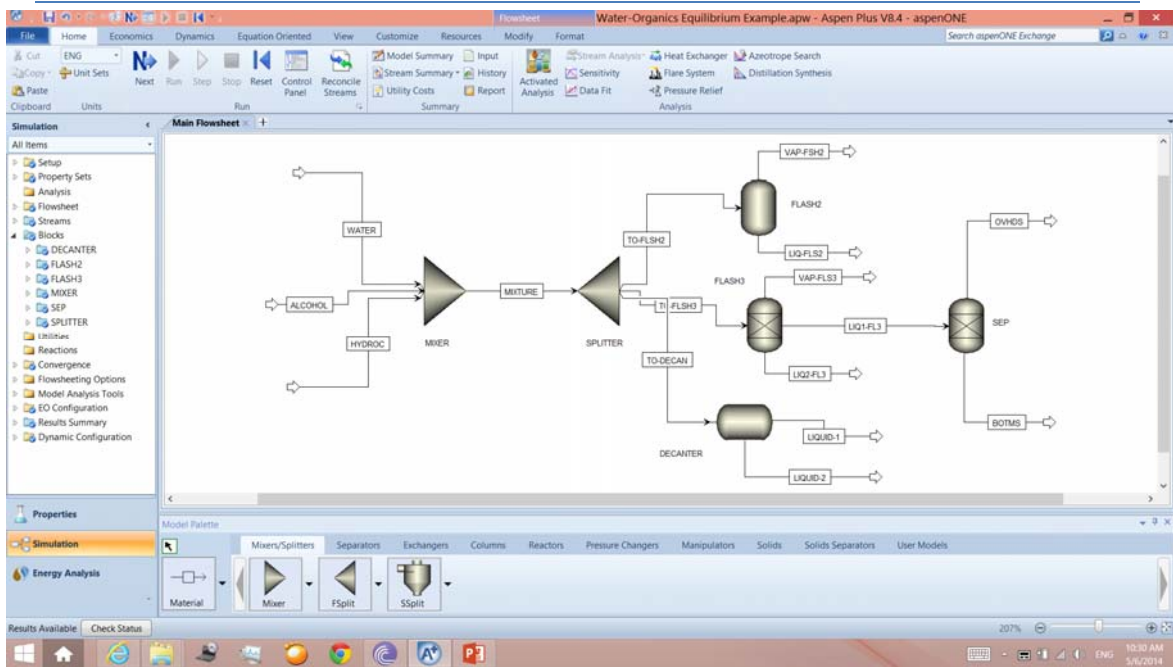 Flowsheet
Water-Organics Equilibrium Example.apw - Aspen Plus V8.4 - aspenONE
File Home Economics Dynamics Equation Oriented View Customize Resources Modify Format
Search aspenONE Exchange
Cut ENG Model Summary Input Stream Analysis Heat Exchanger Azeotrope Search
Copy Unit Sets Next Run Step Stop Reset Control Panel Reconcile Streams Stream Summary History Activated Analysis Sensitivity Flare System Distillation Synthesis
Paste Utility Costs Report Data Fit Pressure Relief
Clipboard Units Run Summary Analysis
Simulation
All Items
Setup
Property Sets
Analysis
Flowsheet
Streams
Blocks
DECANTER
FLASH2
FLASH3
MIXER
SEP
SPLITTER
Utilities
Reactions
Convergence
Flowsheeting Options
Model Analysis Tools
EO Configuration
Results Summary
Dynamic Configuration
Properties
Simulation
Energy Analysis
Main Flowsheet
VAP-FSH2
FLASH2
WATER
TO-FLSH2
LIQ-FLS2
OVHDS
FLASH3
VAP-FLS3
ALCOHOL
MIXTURE
-FLSH3
LIQ1-FL3
SEP
HYDROC
MIXER
SPLITTER
TO-DECAN
LIQ2-FL3
BOTMS
LIQUID-1
DECANTER
LIQUID-2
Model Palette
Mixers/Splitters Separators Exchangers Columns Reactors Pressure Changers Manipulators Solids Solids Separators User Models
Material Mixer FSplit SSplit
Results Available Check Status
207%
ENG
10:30 AM
5/6/2014